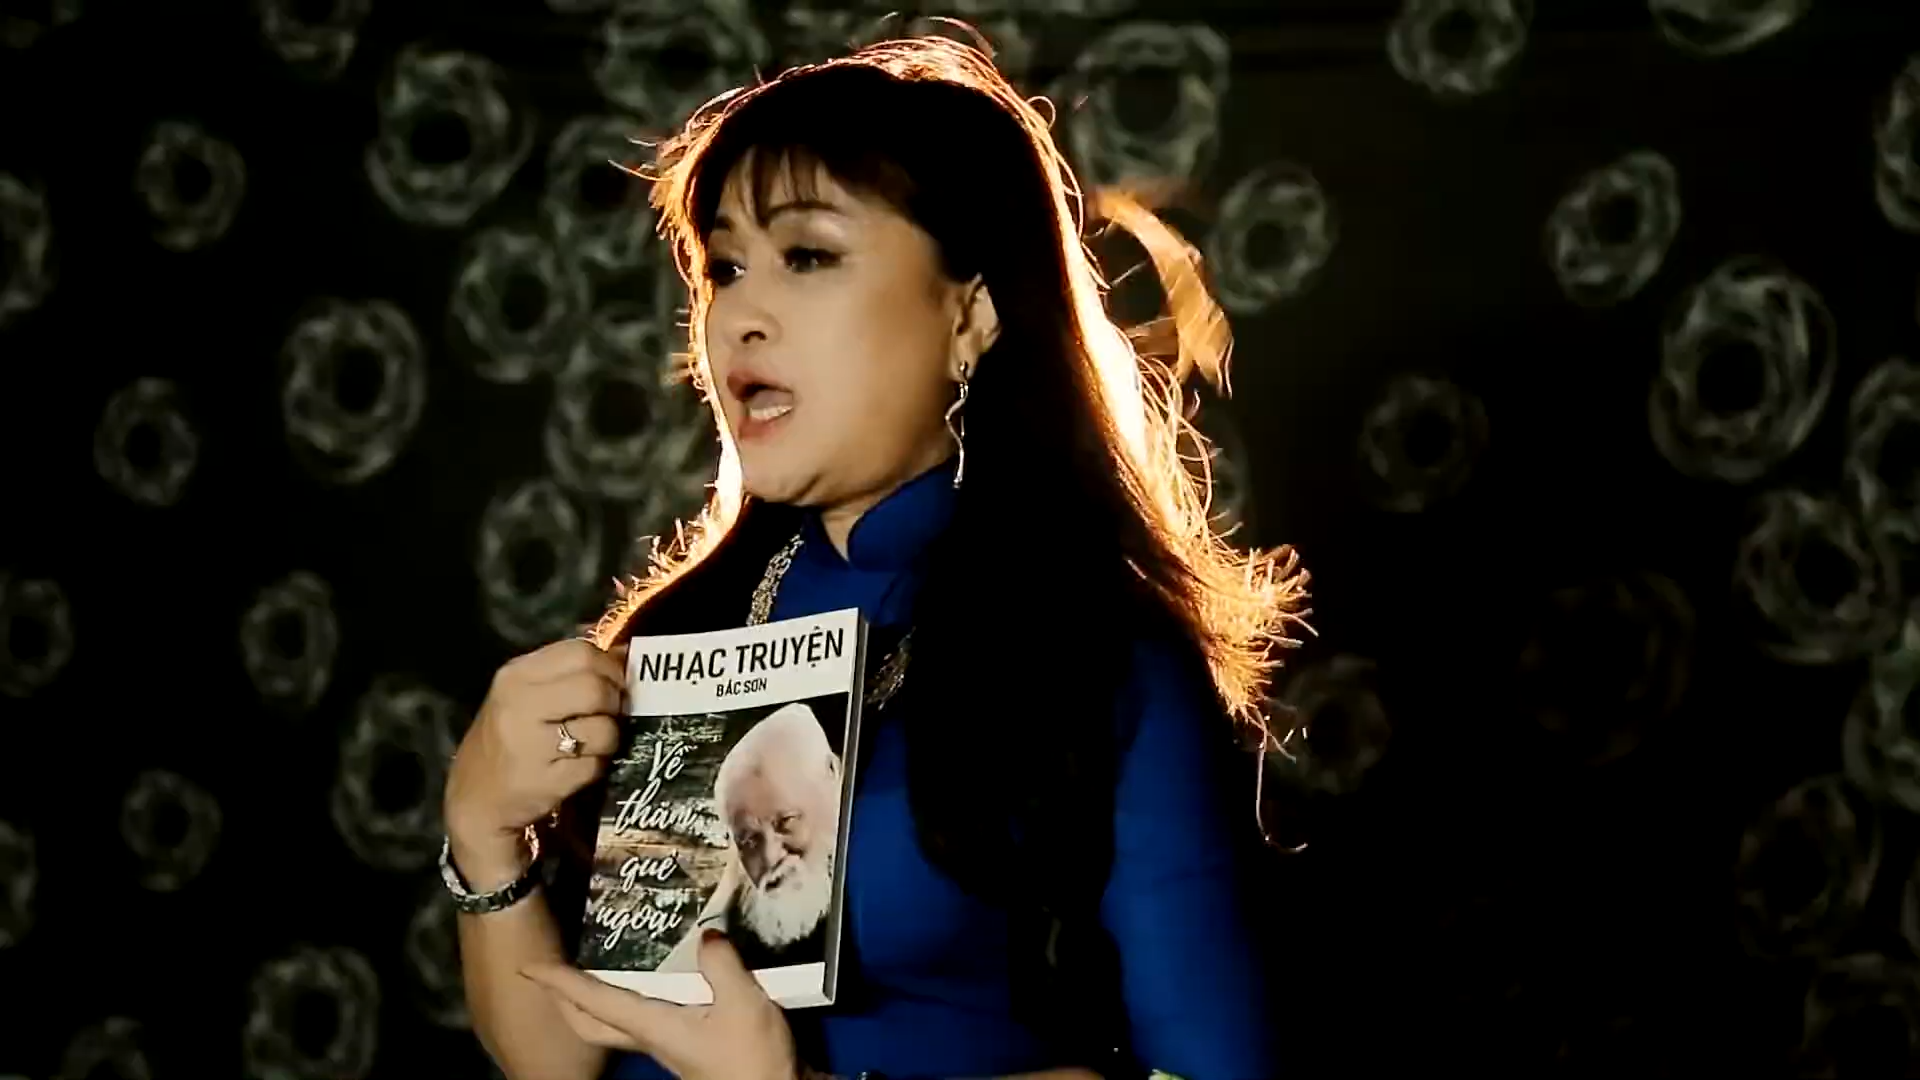 NHẠC TRUYỆN
BẮC SƠN
Về
thăm
quê
ngoại